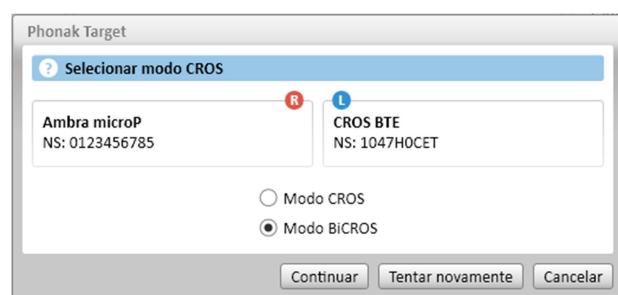 Phonak Target
? Selecionar modo CROS
R L
Ambra microP
NS: 0123456785
CROS BTE
NS: 1047H0CET
Modo CROS
Modo BiCROS
Continuar Tentar novamente Cancelar